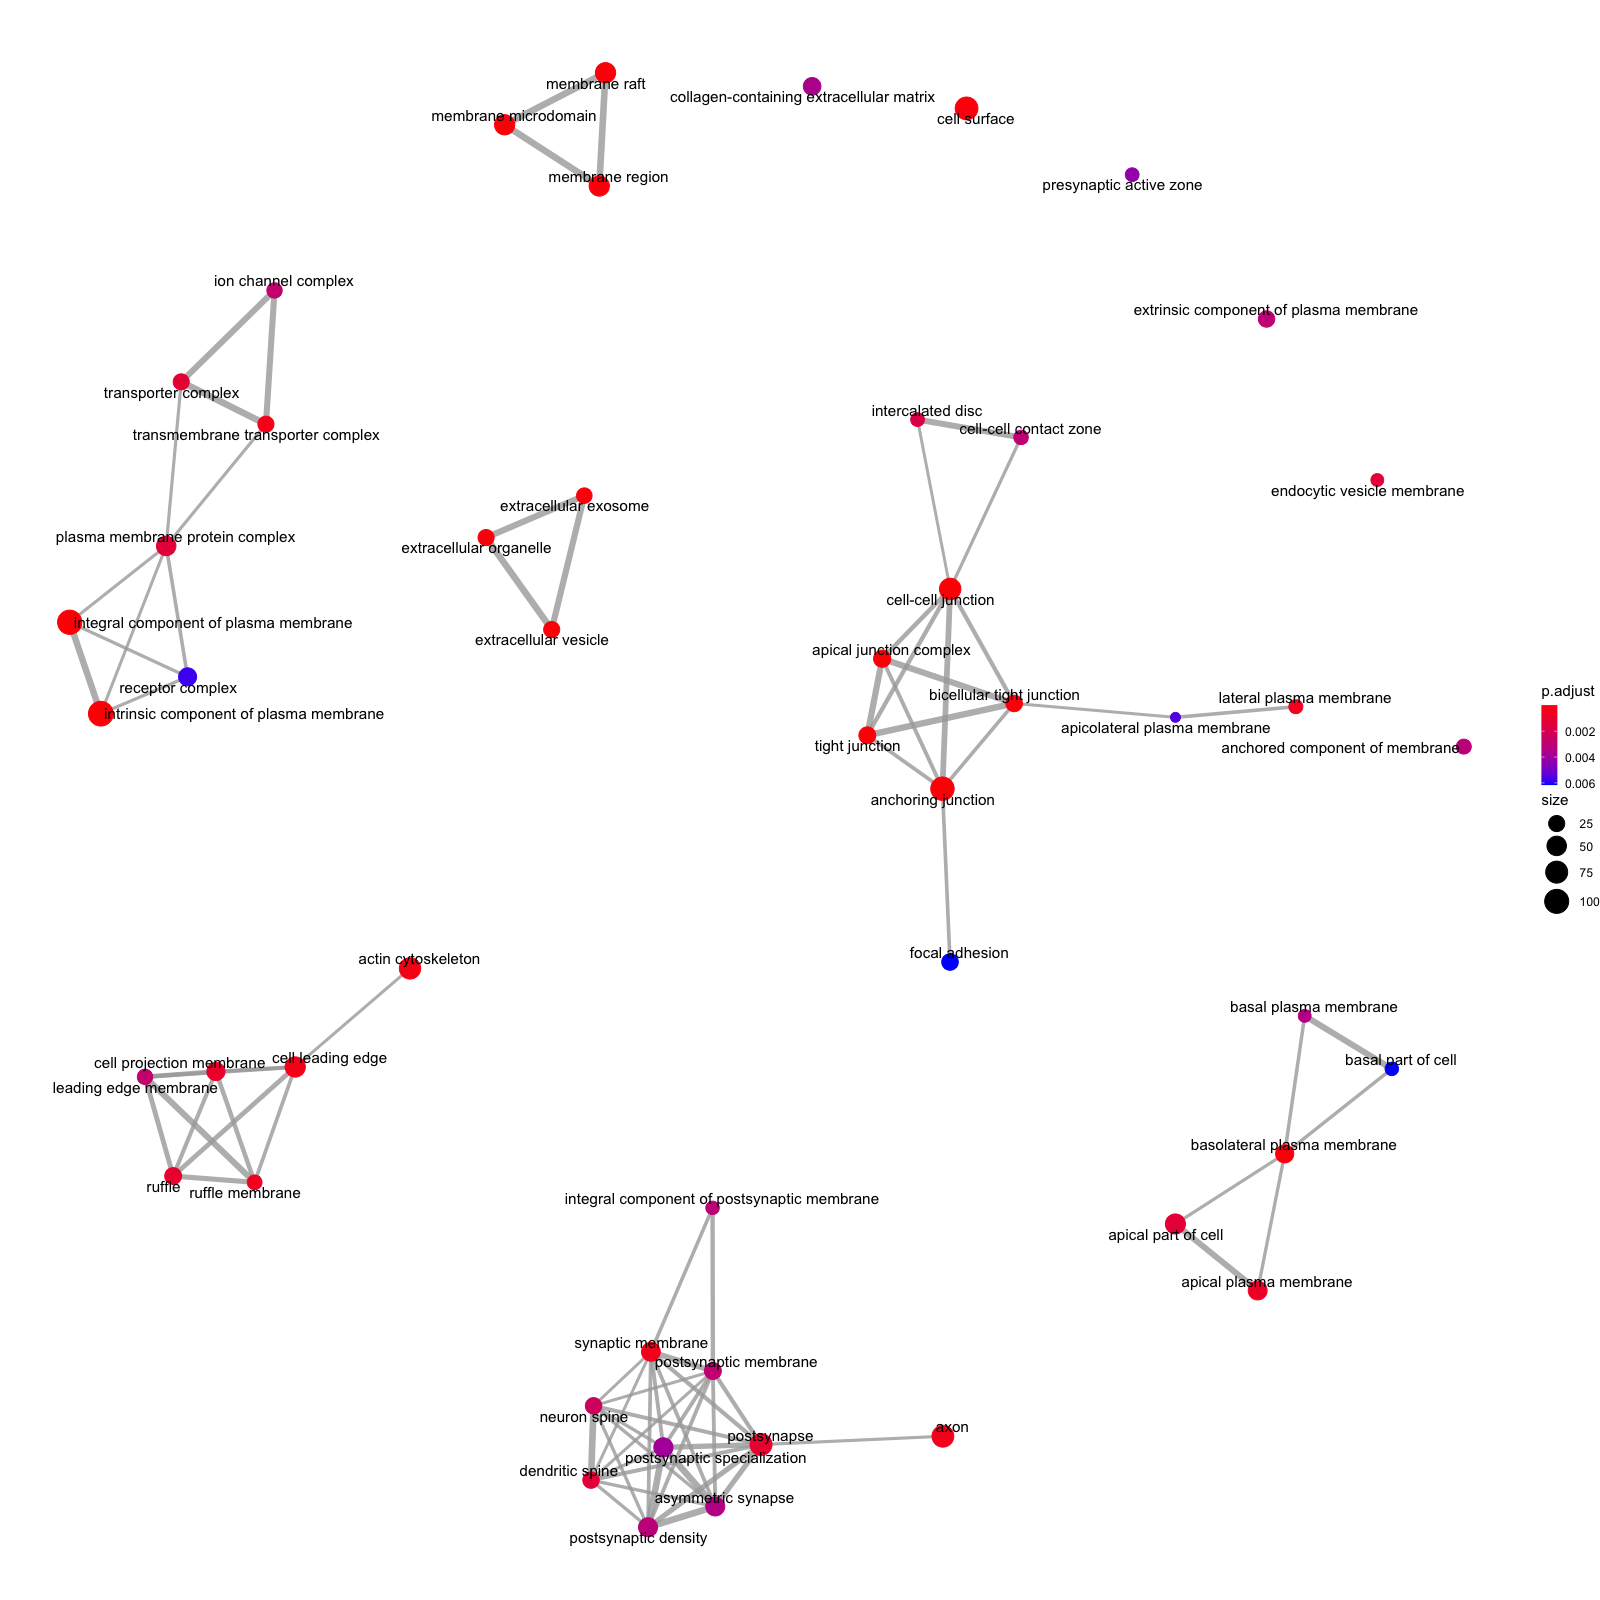 membrane raft
collagen-containing extracellular matrix
membrane microdomain
cell surface
membrane region
presynaptic active zone
ion channel complex
extrinsic component of plasma membrane
transporter complex
intercalated disc
cell-cell contact zone
transmembrane transporter complex
endocytic vesicle membrane
extracellular exosome
plasma membrane protein complex
extracellular organelle
cell-cell junction
integral component of plasma membrane
extracellular vesicle
apical junction complex
receptor complex
bicellular tight junction
lateral plasma membrane
intrinsic component of plasma membrane
apicolateral plasma membrane
tight junction
anchored component of membrane
anchoring junction
p.adjust
0.002
0.004
0.006
size
25
50
75
100
focal adhesion
actin cytoskeleton
basal plasma membrane
cell projection membrane
cell leading edge
basal part of cell
leading edge membrane
basolateral plasma membrane
ruffle
ruffle membrane
integral component of postsynaptic membrane
apical part of cell
apical plasma membrane
synaptic membrane
postsynaptic membrane
neuron spine
axon
postsynapse
postsynaptic specialization
dendritic spine
asymmetric synapse
postsynaptic density